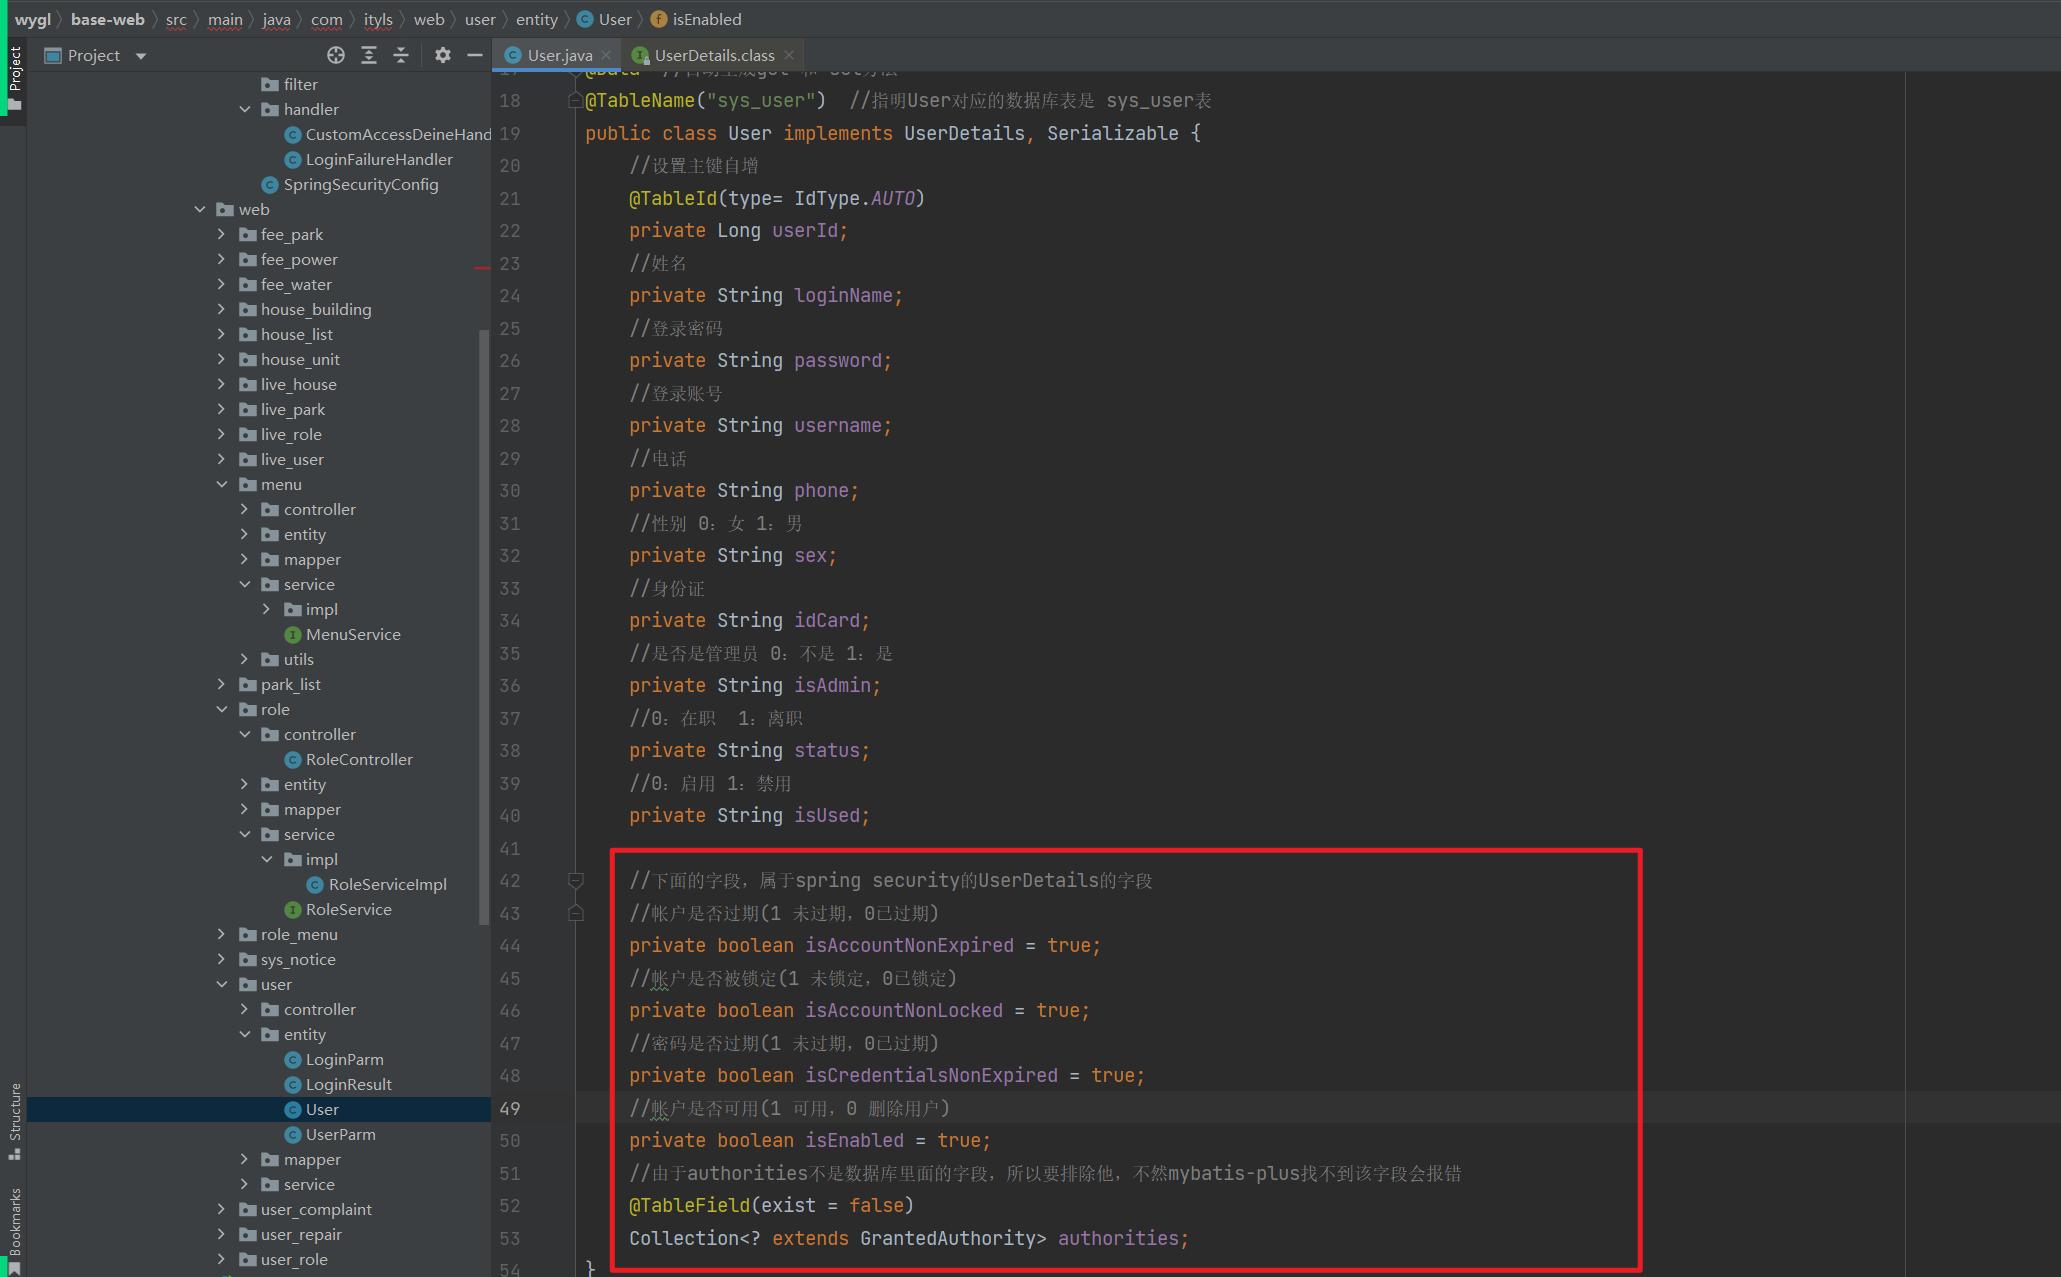 wygl 〉 base-web 〉 src 〉 main 〉 java 〉 com 〉 ityls 〉 web 〉 user 〉 entity 〉 User 〉 isEnabled
Project
User.java
UserDetails.class
Project
Structure
Bookmarks
filter
handler
CustomAccessDeineHand
LoginFailureHandler
SpringSecurityConfig
web
fee_park
fee_power
fee_water
house_building
house_list
house_unit
live_house
live_park
live_role
live_user
menu
controller
entity
mapper
service
impl
MenuService
utils
park_list
role
controller
RoleController
entity
mapper
service
impl
RoleServiceImpl
RoleService
role_menu
sys_notice
user
controller
entity
LoginParm
LoginResult
User
UserParm
mapper
service
user_complaint
user_repair
user_role
17 @Data //自动生成get 和 set方法
18 @TableName("sys_user") //指明User对应的数据库表是 sys_user表
19 public class User implements UserDetails, Serializable {
20 //设置主键自增
21 @TableId(type= IdType.AUTO)
22 private Long userId;
23 //姓名
24 private String loginName;
25 //登录密码
26 private String password;
27 //登录账号
28 private String username;
29 //电话
30 private String phone;
31 //性别 0：女 1：男
32 private String sex;
33 //身份证
34 private String idCard;
35 //是否是管理员 0：不是 1：是
36 private String isAdmin;
37 //0：在职 1：离职
38 private String status;
39 //0：启用 1：禁用
40 private String isUsed;
41
42 //下面的字段，属于spring security的UserDetails的字段
43 //帐户是否过期(1 未过期，0已过期)
44 private boolean isAccountNonExpired = true;
45 //帐户是否被锁定(1 未锁定，0已锁定)
46 private boolean isAccountNonLocked = true;
47 //密码是否过期(1 未过期，0已过期)
48 private boolean isCredentialsNonExpired = true;
49 //帐户是否可用(1 可用，0 删除用户)
50 private boolean isEnabled = true;
51 //由于authorities不是数据库里面的字段，所以要排除他，不然mybatis-plus找不到该字段会报错
52 @TableField(exist = false)
53 Collection<? extends GrantedAuthority> authorities;
54 }